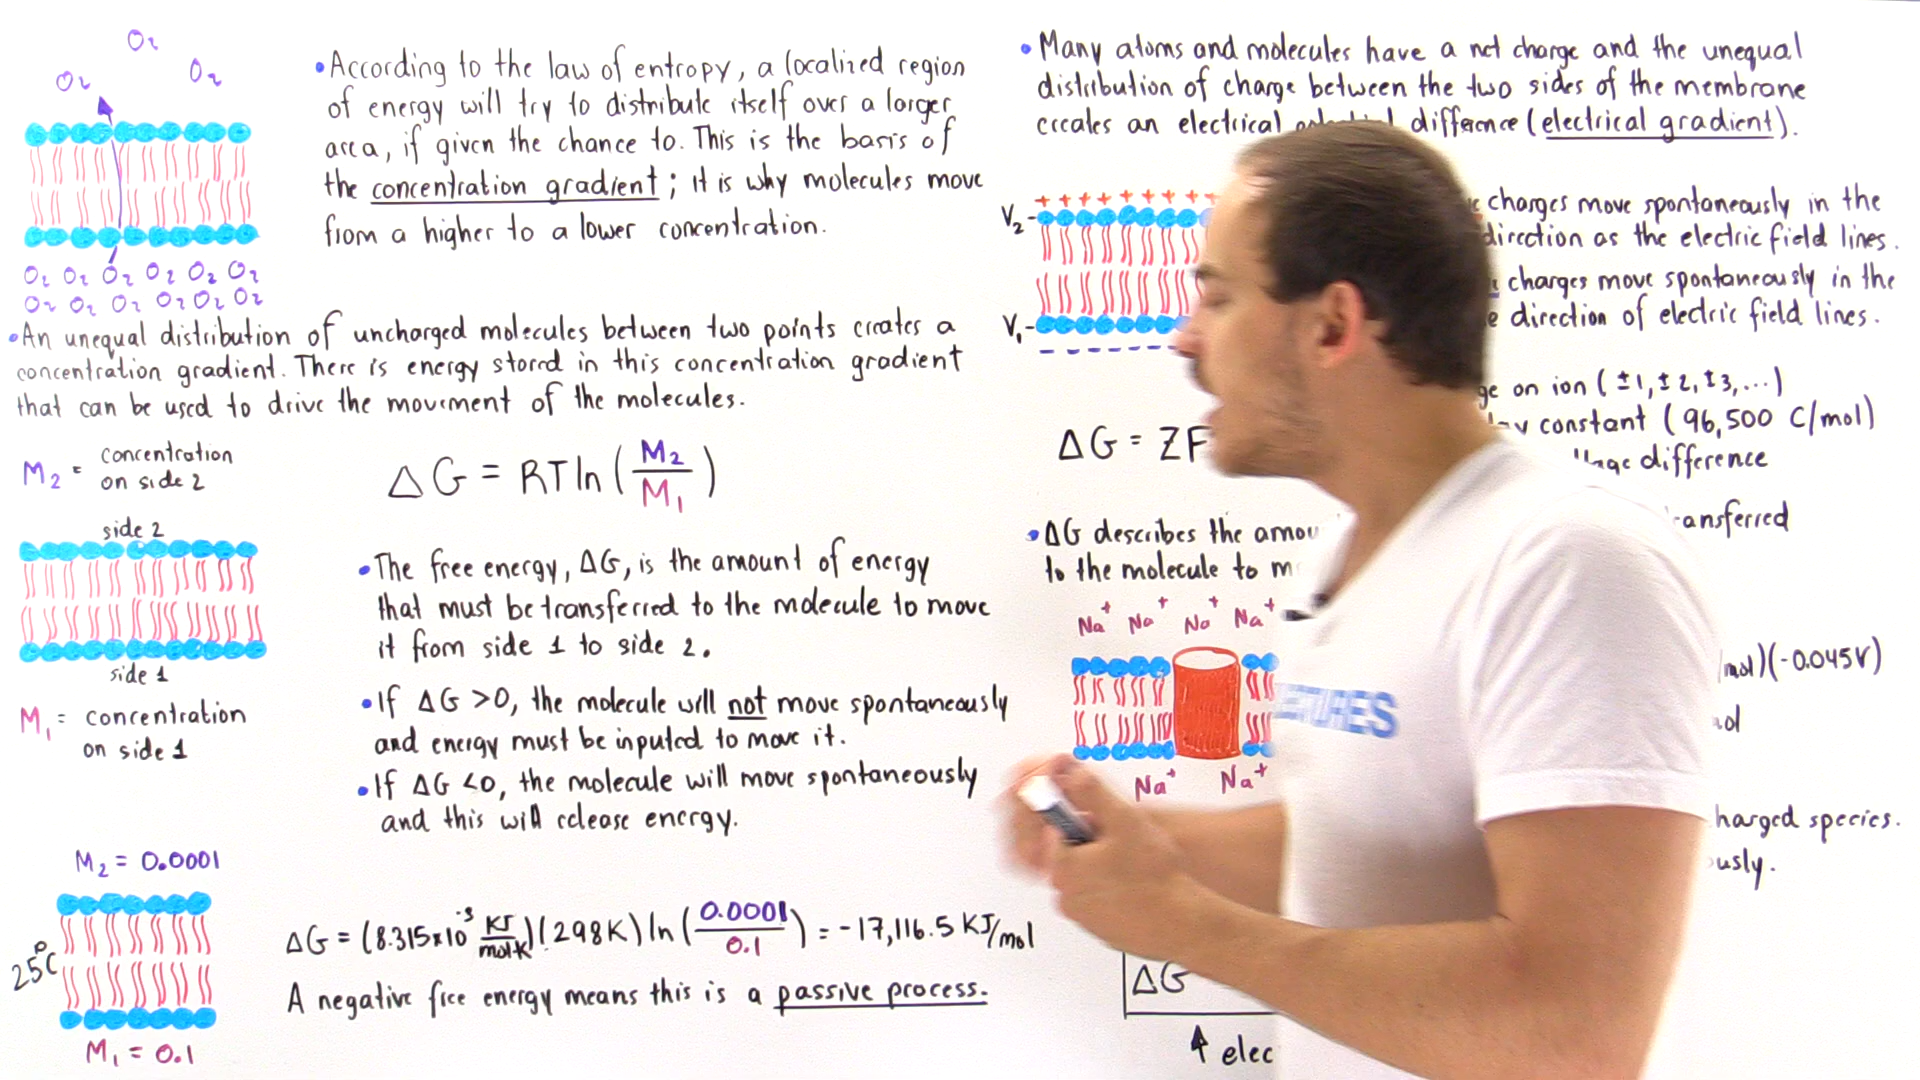 O2
O2
O2
O2 O2 O2 O2 O2 O2
O2 O2 O2 O2 O2 O2
• According to the law of entropy, a localized region
of energy will try to distribute itself over a larger
area, if given the chance to. This is the basis of
the concentration gradient; it is why molecules move
from a higher to a lower concentration.
• An unequal distribution of uncharged molecules between two points creates a
concentration gradient. There is energy stored in this concentration gradient
that can be used to drive the movement of the molecules.
M2 = concentration
on side 2
side 2
side 1
M1 = concentration
on side 1
ΔG = RT ln (M2/M1)
• The free energy, ΔG, is the amount of energy
that must be transferred to the molecule to move
it from side 1 to side 2.
• If ΔG >0, the molecule will not move spontaneously
and energy must be inputed to move it.
• If ΔG <0, the molecule will move spontaneously
and this will release energy.
M2 = 0.0001
25°C
M1 = 0.1
ΔG = (8.315x10^-3 KJ/mol·K)(298K) ln (0.0001/0.1) = -17,116.5 KJ/mol
A negative free energy means this is a passive process.
• Many atoms and molecules have a net charge and the unequal
distribution of charge between the two sides of the membrane
creates an electrical difference (electrical gradient).
+ + + + + + + + +
V2
V1
charges move spontaneously in the
direction as the electric field lines.
charges move spontaneously in the
direction of electric field lines.
on ion (±1, ±2, ±3, ...)
constant (96,500 C/mol)
difference
ΔG = ZF
• ΔG describes the
to the molecule to
Na+ Na+ Na+ Na+
Na+ Na+
LECTURES
mol)(-0.045V)
species.
ΔG
elec